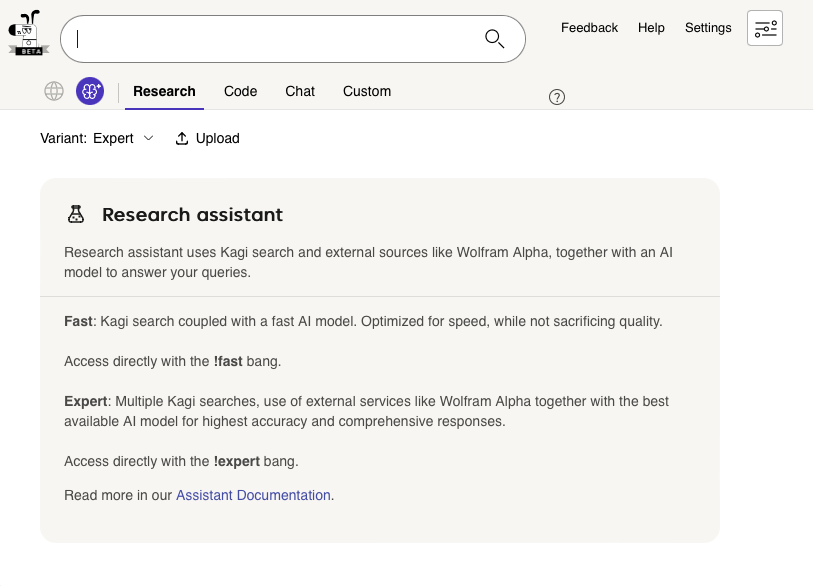 BETA
Feedback Help Settings
Research Code Chat Custom ?
Variant: Expert Upload
Research assistant
Research assistant uses Kagi search and external sources like Wolfram Alpha, together with an AI
model to answer your queries.
Fast: Kagi search coupled with a fast AI model. Optimized for speed, while not sacrificing quality.
Access directly with the !fast bang.
Expert: Multiple Kagi searches, use of external services like Wolfram Alpha together with the best
available AI model for highest accuracy and comprehensive responses.
Access directly with the !expert bang.
Read more in our Assistant Documentation.